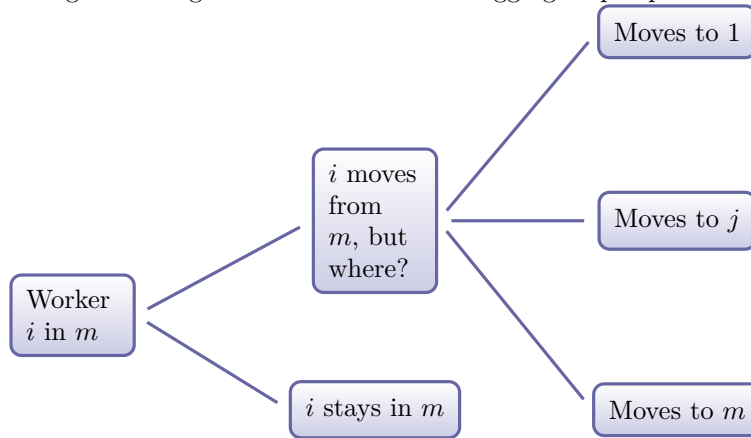 Moves to 1
i moves
from
m, but
where?
Moves to j
Worker
i in m
i stays in m
Moves to m